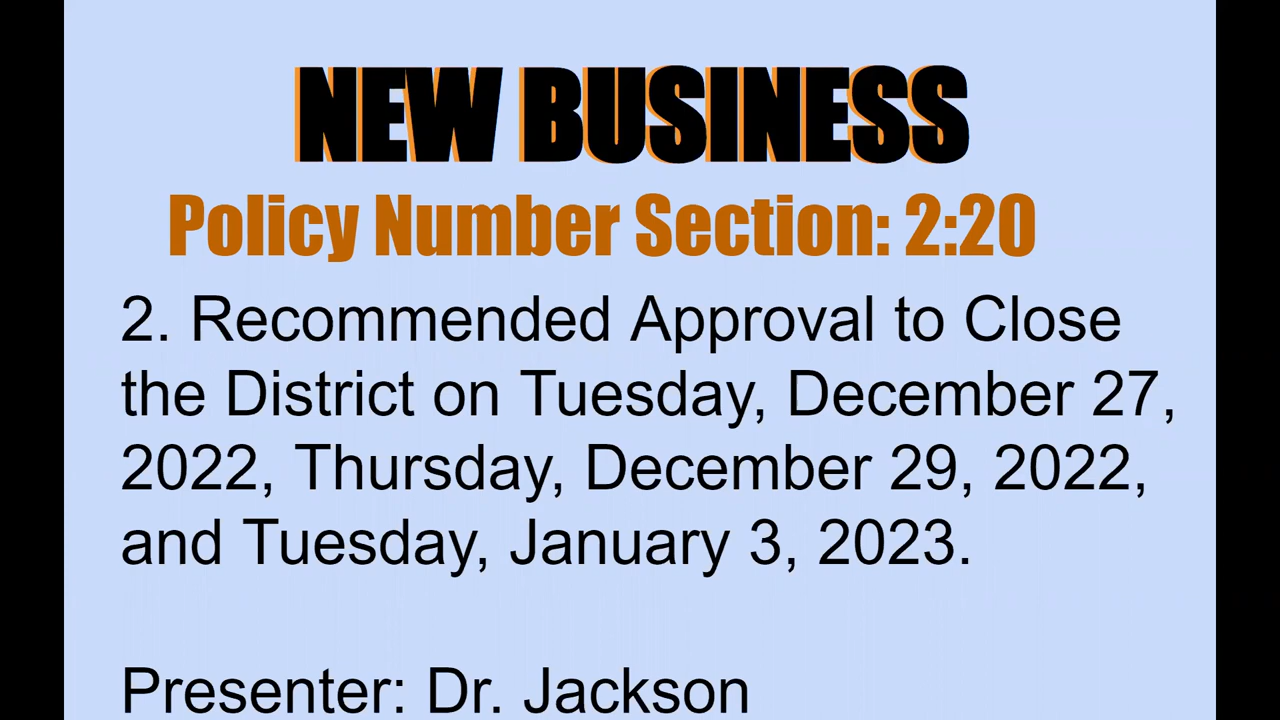 NEW BUSINESS
Policy Number Section: 2:20
2. Recommended Approval to Close
the District on Tuesday, December 27,
2022, Thursday, December 29, 2022,
and Tuesday, January 3, 2023.
Presenter: Dr. Jackson